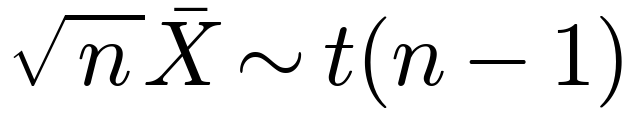 √n X̄ ∼ t(n − 1)